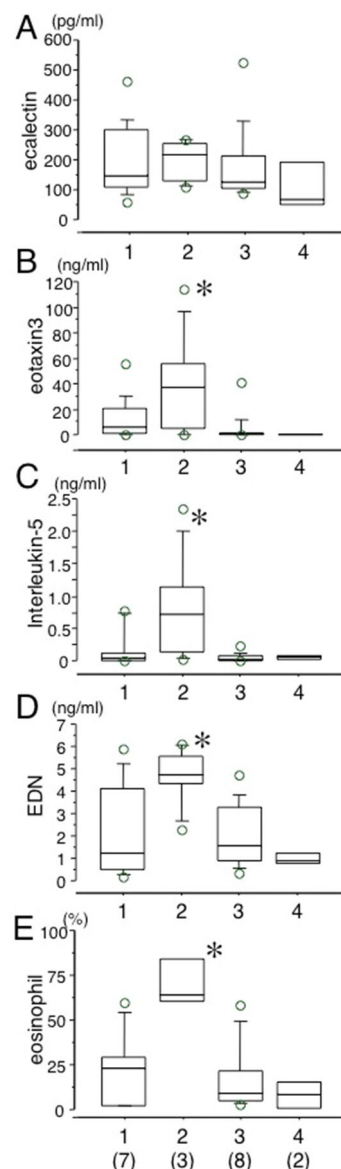 A (pg/ml)
600
500
400
300
200
100
0
ecalectin
1 2 3 4
B (ng/ml)
120
100
80
60
40
20
0
eotaxin3
*
1 2 3 4
C (ng/ml)
2.5
2.0
1.5
1.0
0.5
0
Interleukin-5
*
1 2 3 4
D (ng/ml)
7
6
5
4
3
2
1
0
EDN
*
1 2 3 4
E (%)
100
75
50
25
0
eosinophil
*
1 2 3 4
(7) (3) (8) (2)